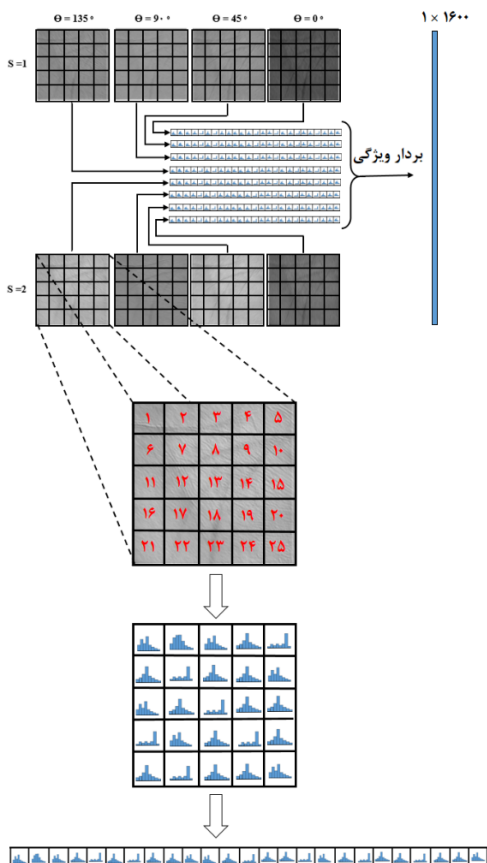 Θ = 135° Θ = 9۰° Θ = 45° Θ = 0°
۱ × ۱۶۰۰
S =1
بردار ویژگی
S =2
۱ ۲ ۳ ۴ ۵
۶ ۷ ۸ ۹ ۱۰
۱۱ ۱۲ ۱۳ ۱۴ ۱۵
۱۶ ۱۷ ۱۸ ۱۹ ۲۰
۲۱ ۲۲ ۲۳ ۲۴ ۲۵